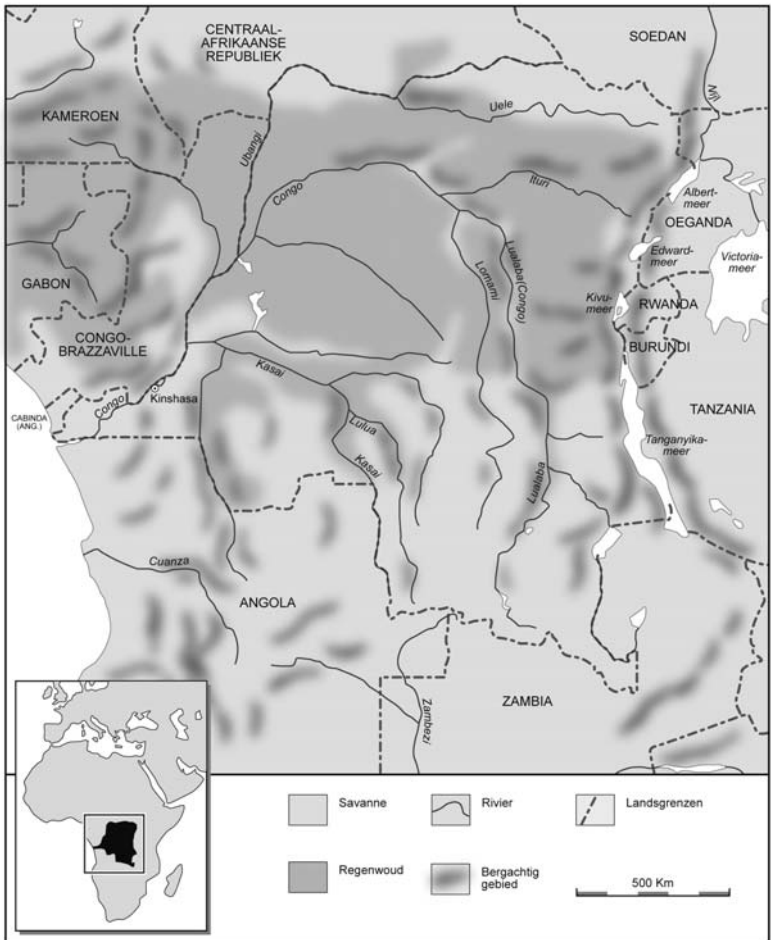 CENTRAAL-
AFRIKAANSE
REPUBLIEK
SOEDAN
Nijl
KAMEROEN
Uele
Ubangi
Congo
Ituri
Albert-
meer
OEGANDA
Edward-
meer
Victoria-
meer
GABON
Lomami
Lualaba(Congo)
Kivu-
meer
RWANDA
CONGO-
BRAZZAVILLE
BURUNDI
Kasai
Congo
Kinshasa
CABINDA
(ANG.)
TANZANIA
Lulua
Kasai
Tanganyika-
meer
Lualaba
Cuanza
ANGOLA
ZAMBIA
Zambezi
Savanne
Rivier
Landsgrenzen
Regenwoud
Bergachtig
gebied
500 Km